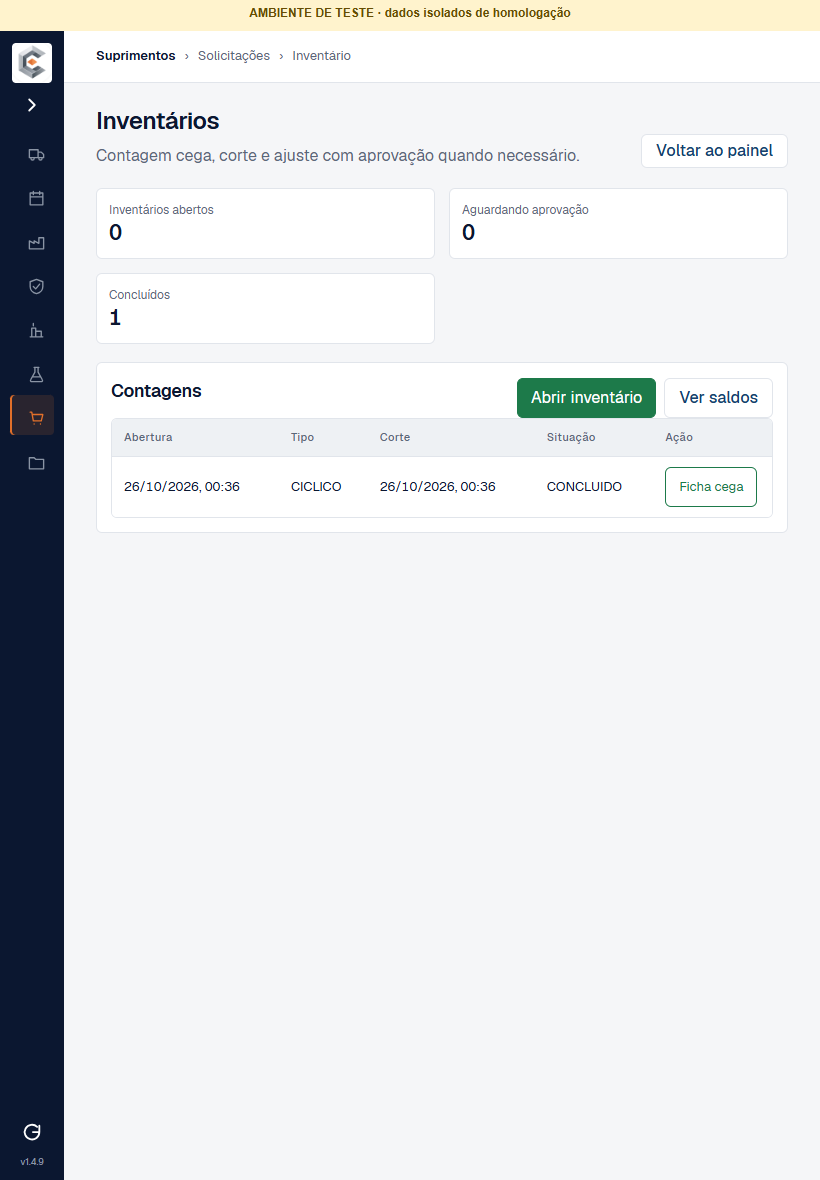 AMBIENTE DE TESTE · dados isolados de homologação
Suprimentos › Solicitações › Inventário
Inventários
Contagem cega, corte e ajuste com aprovação quando necessário.
Voltar ao painel
Inventários abertos
0
Aguardando aprovação
0
Concluídos
1
Contagens
Abrir inventário
Ver saldos
Abertura Tipo Corte Situação Ação
26/10/2026, 00:36 CICLICO 26/10/2026, 00:36 CONCLUIDO Ficha cega
v1.4.9